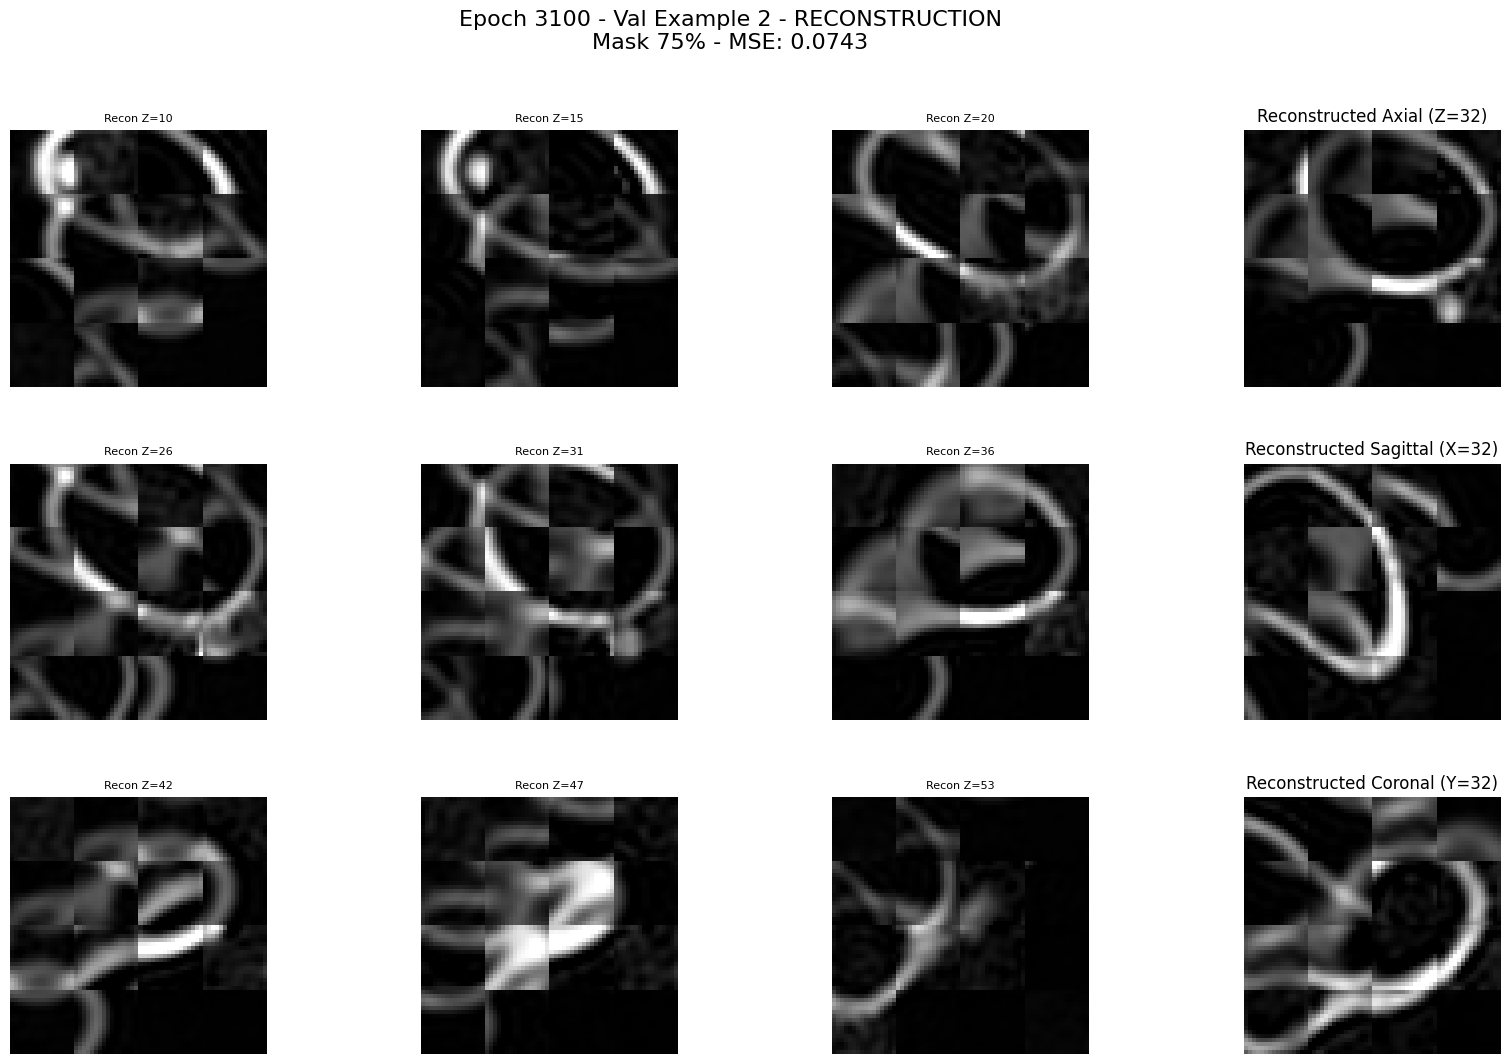 Epoch 3100 - Val Example 2 - RECONSTRUCTION
Mask 75% - MSE: 0.0743
Recon Z=10
Recon Z=15
Recon Z=20
Reconstructed Axial (Z=32)
Recon Z=26
Recon Z=31
Recon Z=36
Reconstructed Sagittal (X=32)
Recon Z=42
Recon Z=47
Recon Z=53
Reconstructed Coronal (Y=32)